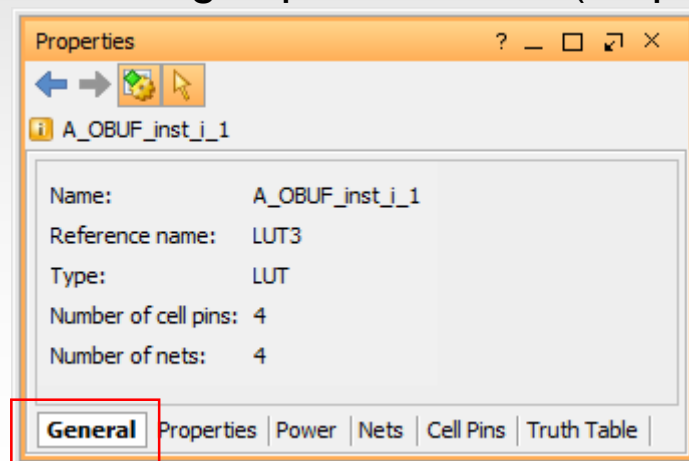 Properties ? _ □ ×
A_OBUF_inst_i_1
Name: A_OBUF_inst_i_1
Reference name: LUT3
Type: LUT
Number of cell pins: 4
Number of nets: 4
General Properties Power Nets Cell Pins Truth Table